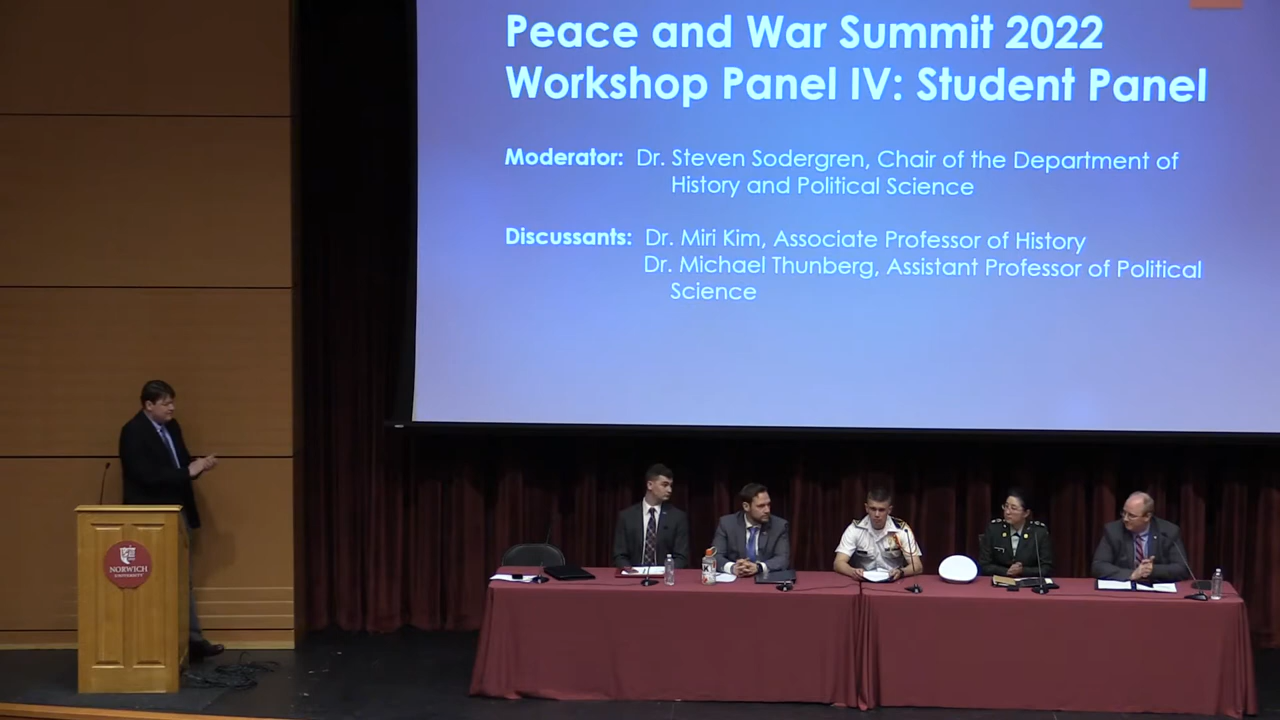 Peace and War Summit 2022
Workshop Panel IV: Student Panel
Moderator: Dr. Steven Sodergren, Chair of the Department of
History and Political Science
Discussants: Dr. Miri Kim, Associate Professor of History
Dr. Michael Thunberg, Assistant Professor of Political
Science
NORWICH
UNIVERSITY